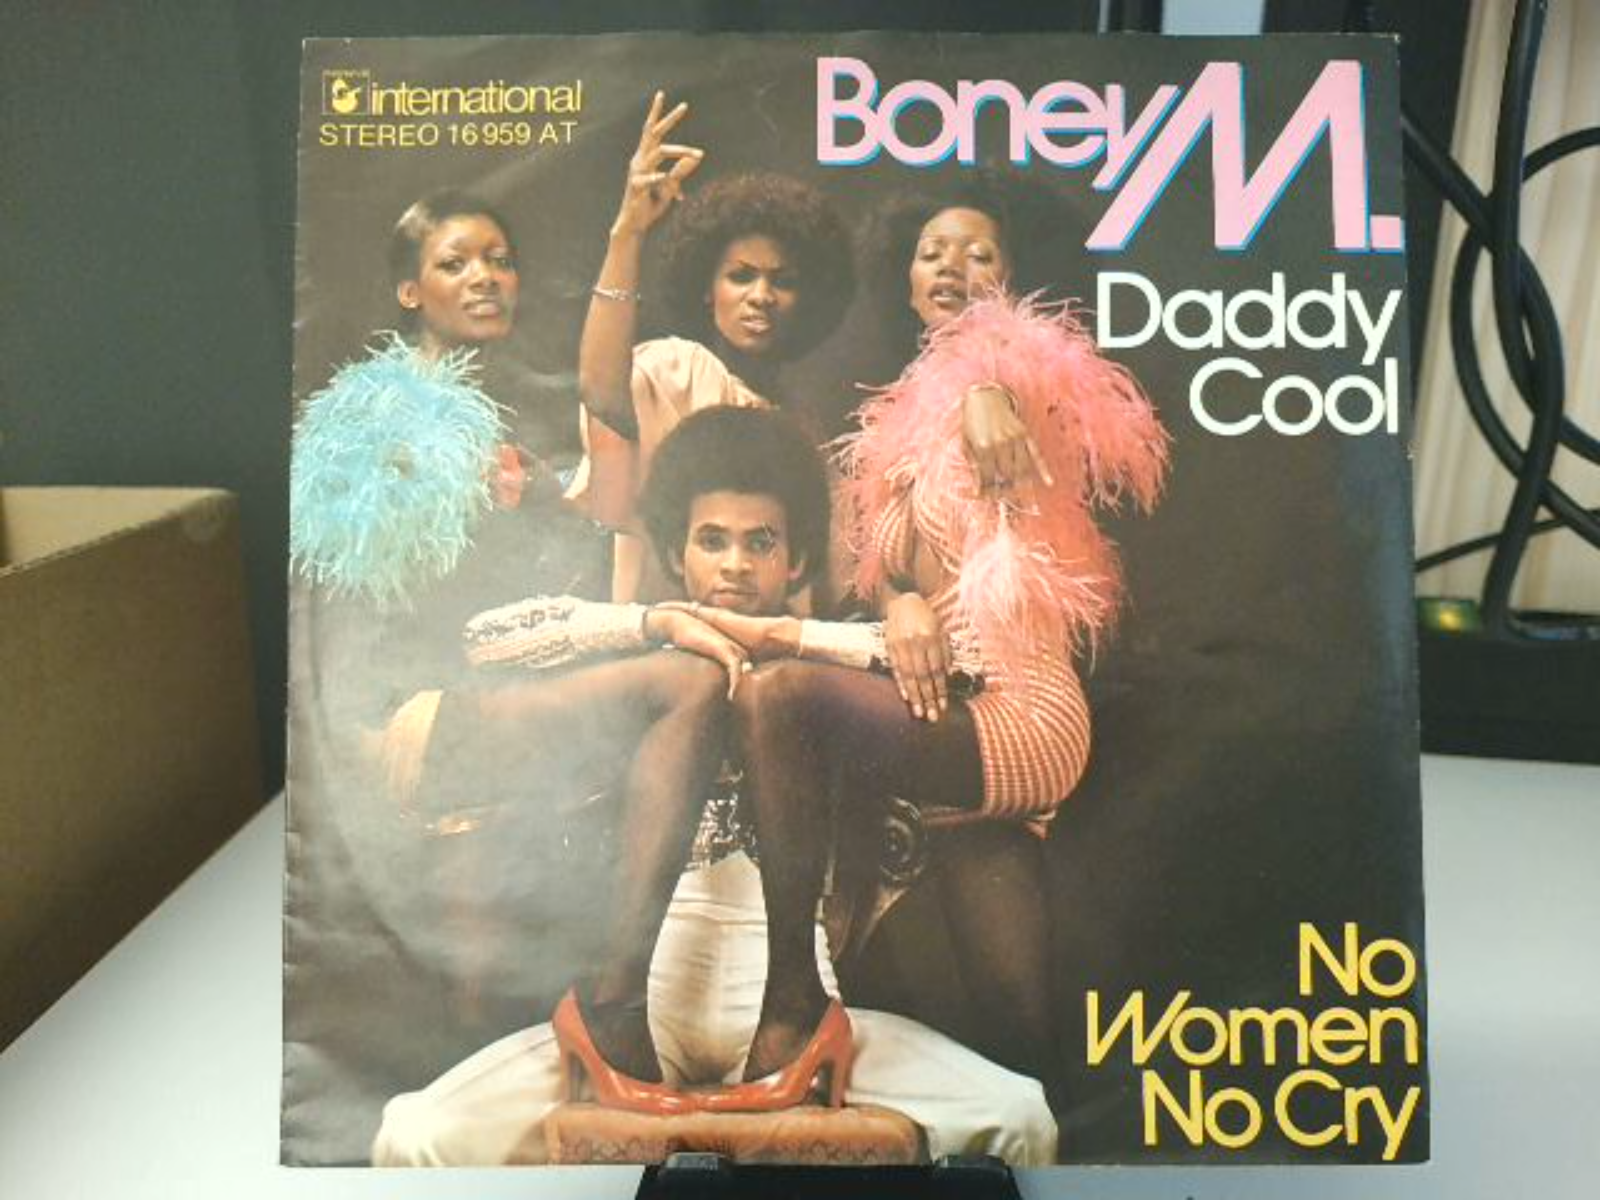 international
STEREO 16 959 AT
Boney M.
Daddy
Cool
No
Women
No Cry